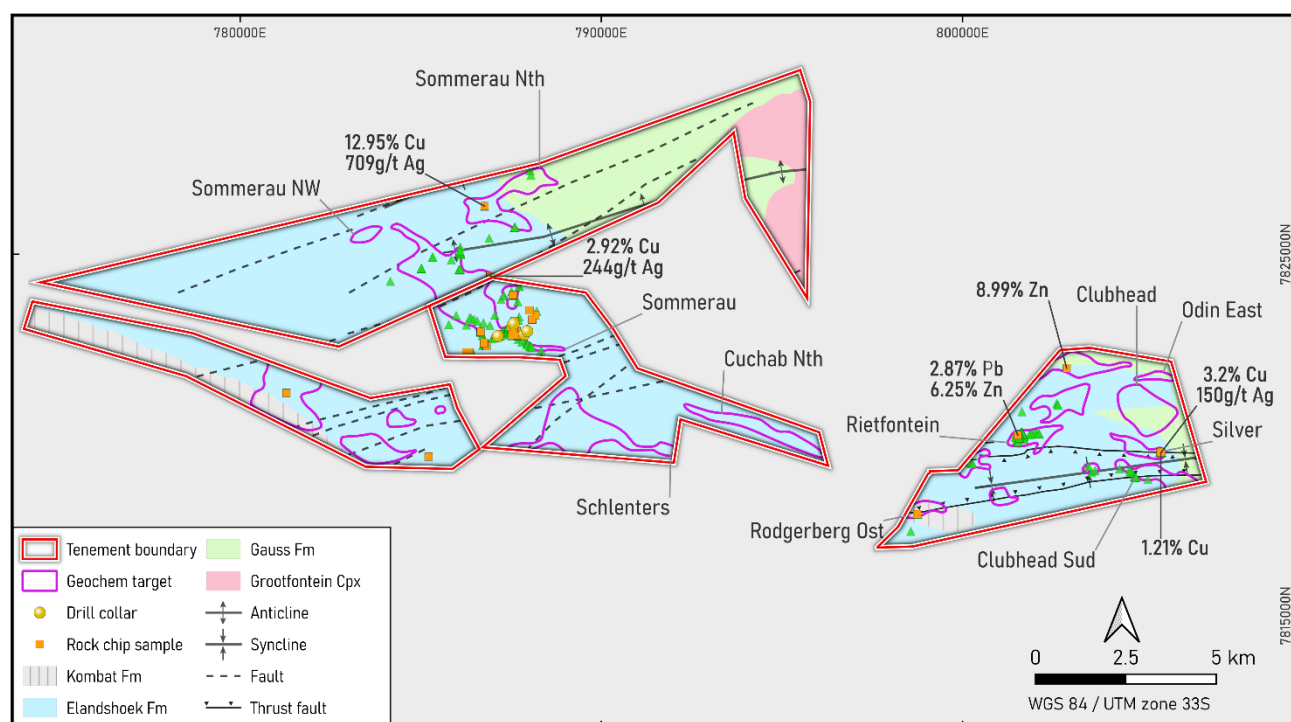 780000E
790000E
800000E
Sommerau Nth
12.95% Cu
709g/t Ag
Sommerau NW
2.92% Cu
244g/t Ag
Sommerau
Cuchab Nth
Schlenters
7825000N
8.99% Zn
Clubhead
Odin East
2.87% Pb
6.25% Zn
3.2% Cu
150g/t Ag
Rietfontein
Silver
Rodgerberg Ost
Clubhead Sud
1.21% Cu
7815000N
Tenement boundary
Geochem target
Drill collar
Rock chip sample
Kombat Fm
Elandshoek Fm
Gauss Fm
Grootfontein Cpx
Anticline
Syncline
Fault
Thrust fault
0 2.5 5 km
WGS 84 / UTM zone 33S